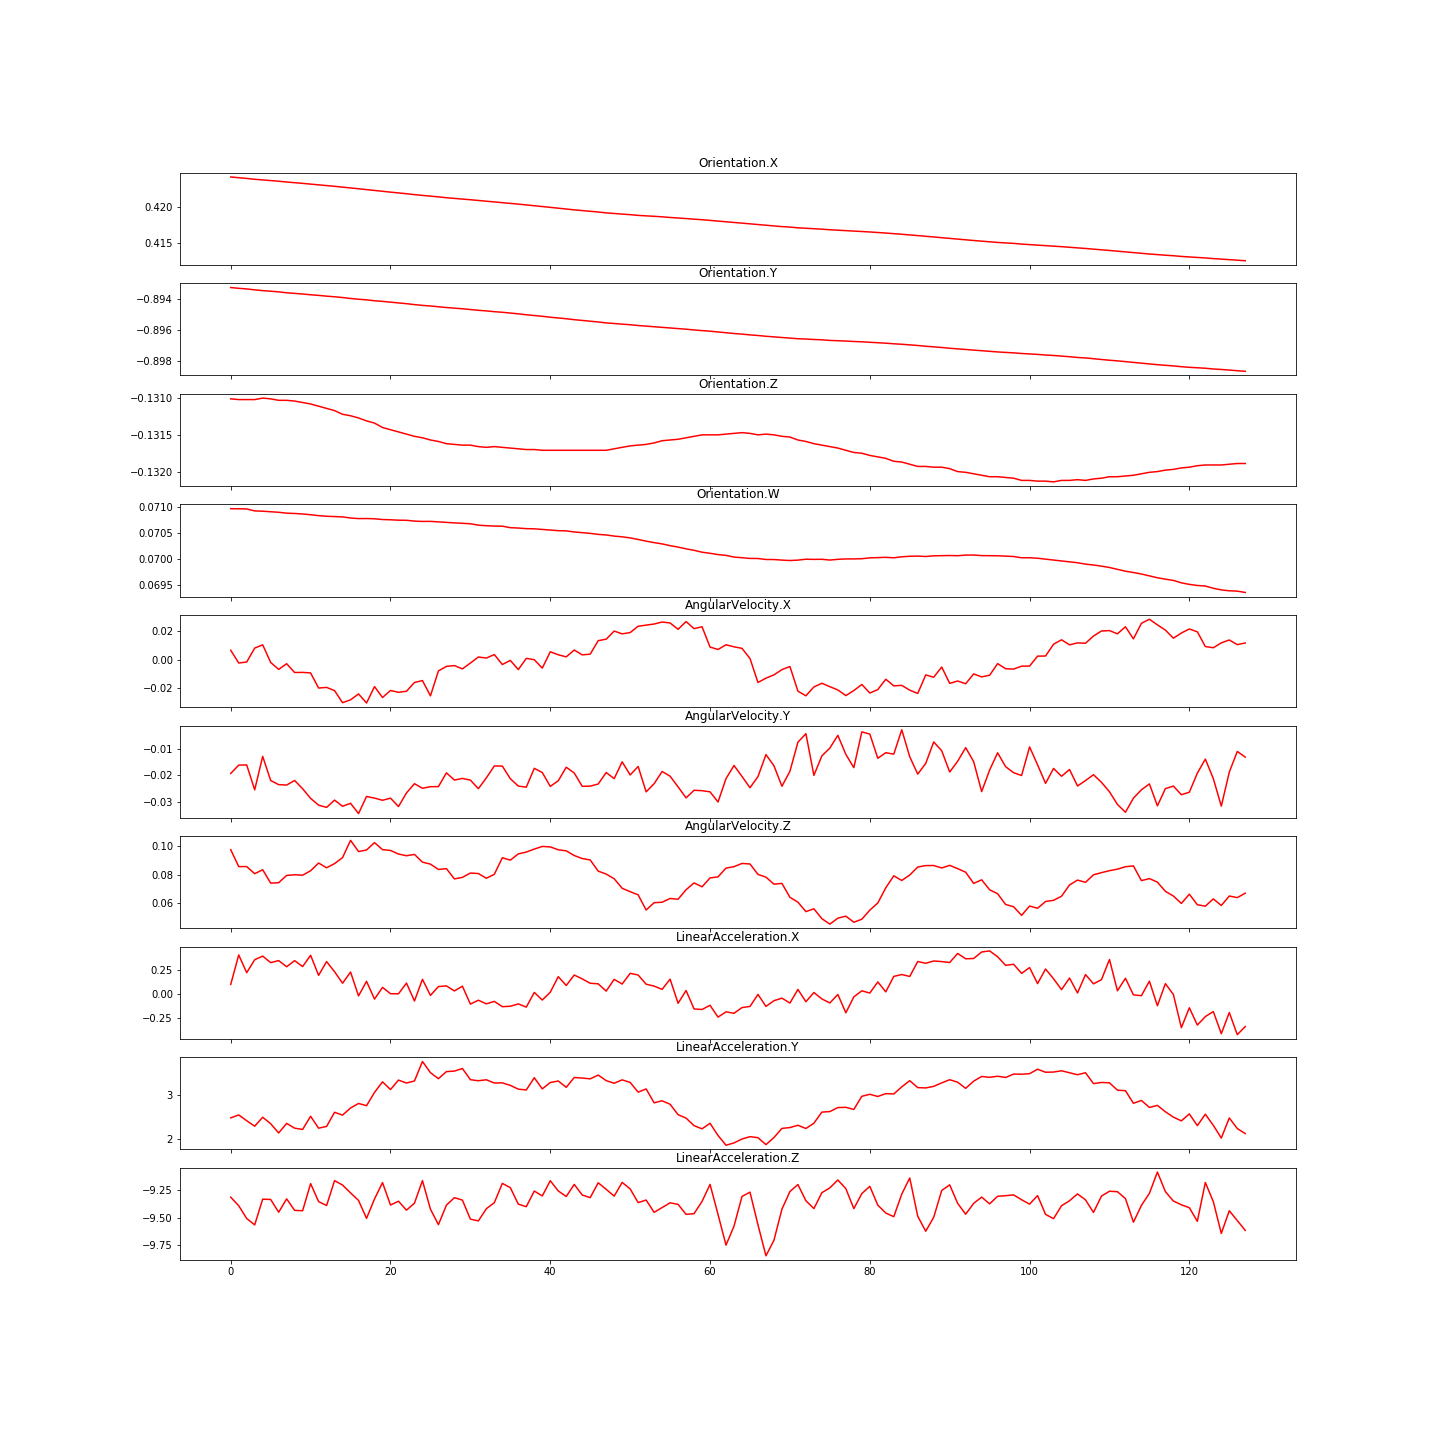 Orientation.X
0.420
0.415
Orientation.Y
−0.894
−0.896
−0.898
Orientation.Z
−0.1310
−0.1315
−0.1320
Orientation.W
0.0710
0.0705
0.0700
0.0695
AngularVelocity.X
0.02
0.00
−0.02
AngularVelocity.Y
−0.01
−0.02
−0.03
AngularVelocity.Z
0.10
0.08
0.06
LinearAcceleration.X
0.25
0.00
−0.25
LinearAcceleration.Y
3
2
LinearAcceleration.Z
−9.25
−9.50
−9.75
0 20 40 60 80 100 120